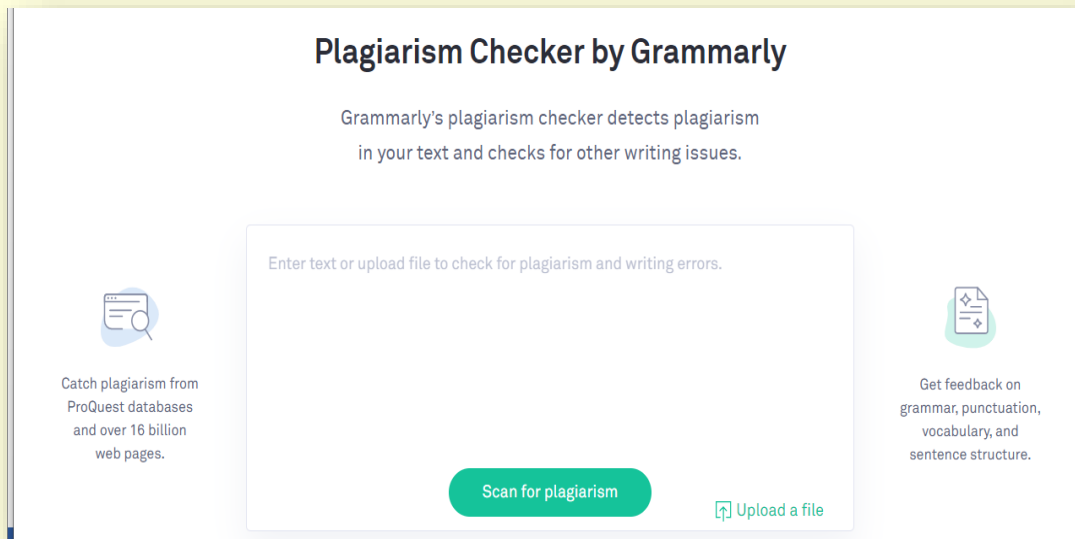 Plagiarism Checker by Grammarly
Grammarly's plagiarism checker detects plagiarism
in your text and checks for other writing issues.
Enter text or upload file to check for plagiarism and writing errors.
Catch plagiarism from
ProQuest databases
and over 16 billion
web pages.
Get feedback on
grammar, punctuation,
vocabulary, and
sentence structure.
Scan for plagiarism
Upload a file